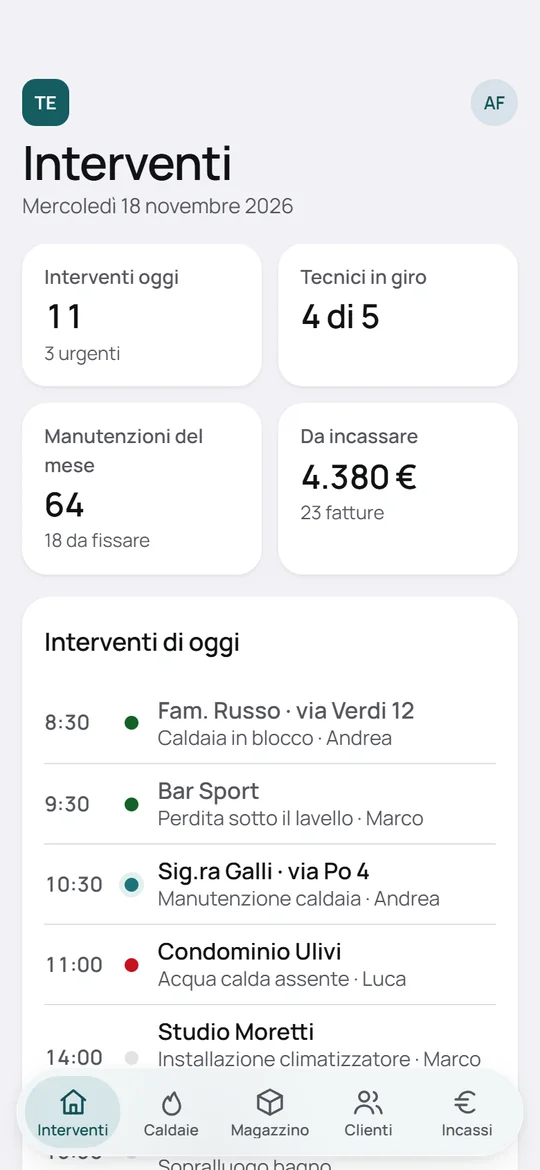 TE
AF
Interventi
Mercoledì 18 novembre 2026
Interventi oggi
11
3 urgenti
Tecnici in giro
4 di 5
Manutenzioni del
mese
64
18 da fissare
Da incassare
4.380 €
23 fatture
Interventi di oggi
8:30
Fam. Russo · via Verdi 12
Caldaia in blocco · Andrea
9:30
Bar Sport
Perdita sotto il lavello · Marco
10:30
Sig.ra Galli · via Po 4
Manutenzione caldaia · Andrea
11:00
Condominio Ulivi
Acqua calda assente · Luca
14:00
Studio Moretti
Installazione climatizzatore · Marco
Sopralluogo bagno
Interventi
Caldaie
Magazzino
Clienti
Incassi